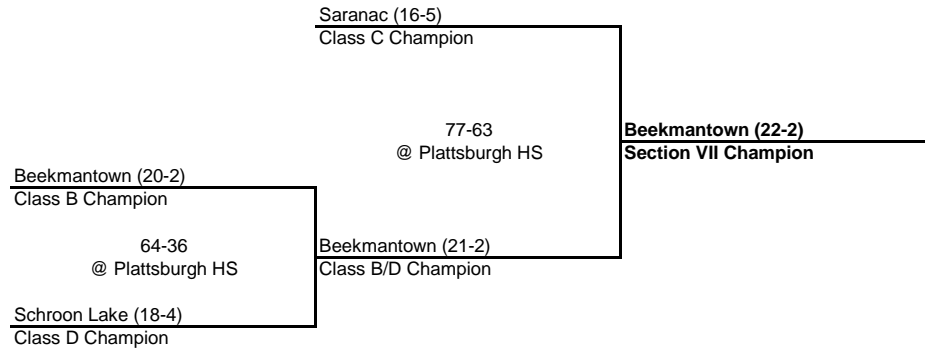 Saranac (16-5)
Class C Champion
77-63
@ Plattsburgh HS
Beekmantown (22-2)
Section VII Champion
Beekmantown (20-2)
Class B Champion
64-36
@ Plattsburgh HS
Beekmantown (21-2)
Class B/D Champion
Schroon Lake (18-4)
Class D Champion